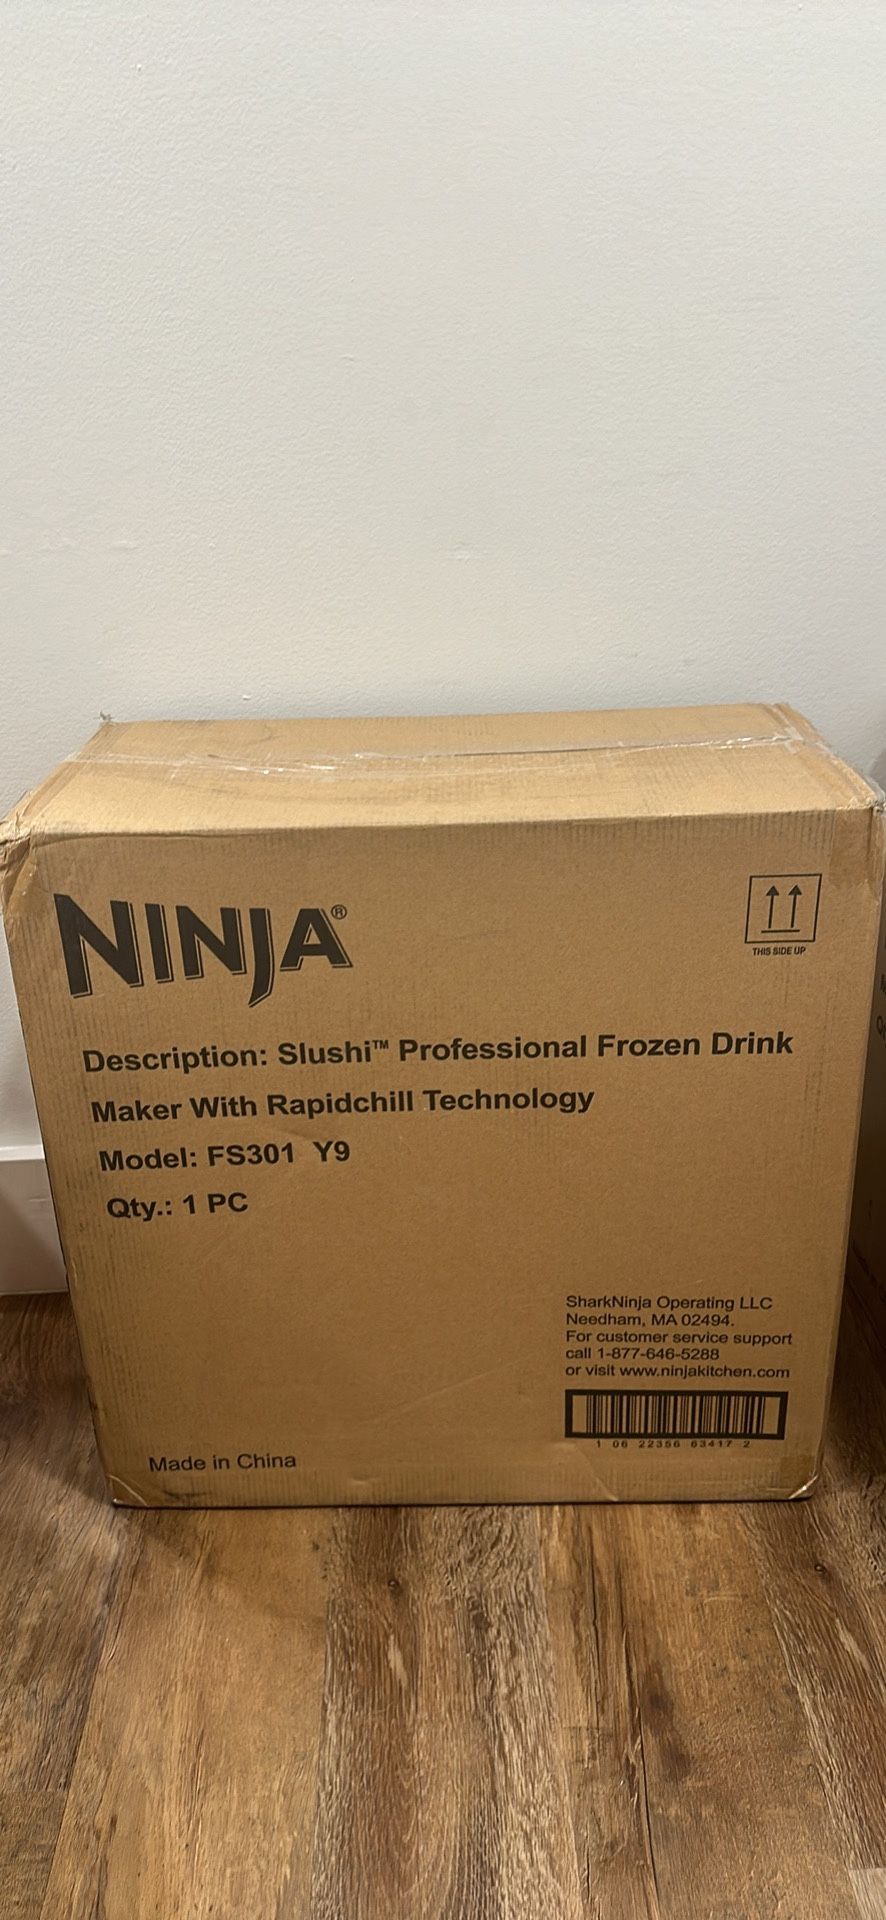 NINJA®
THIS SIDE UP
Description: Slushi™ Professional Frozen Drink
Maker With Rapidchill Technology
Model: FS301 Y9
Qty.: 1 PC
SharkNinja Operating LLC
Needham, MA 02494.
For customer service support
call 1-877-646-5288
or visit www.ninjakitchen.com
1 06 22356 63417 2
Made in China